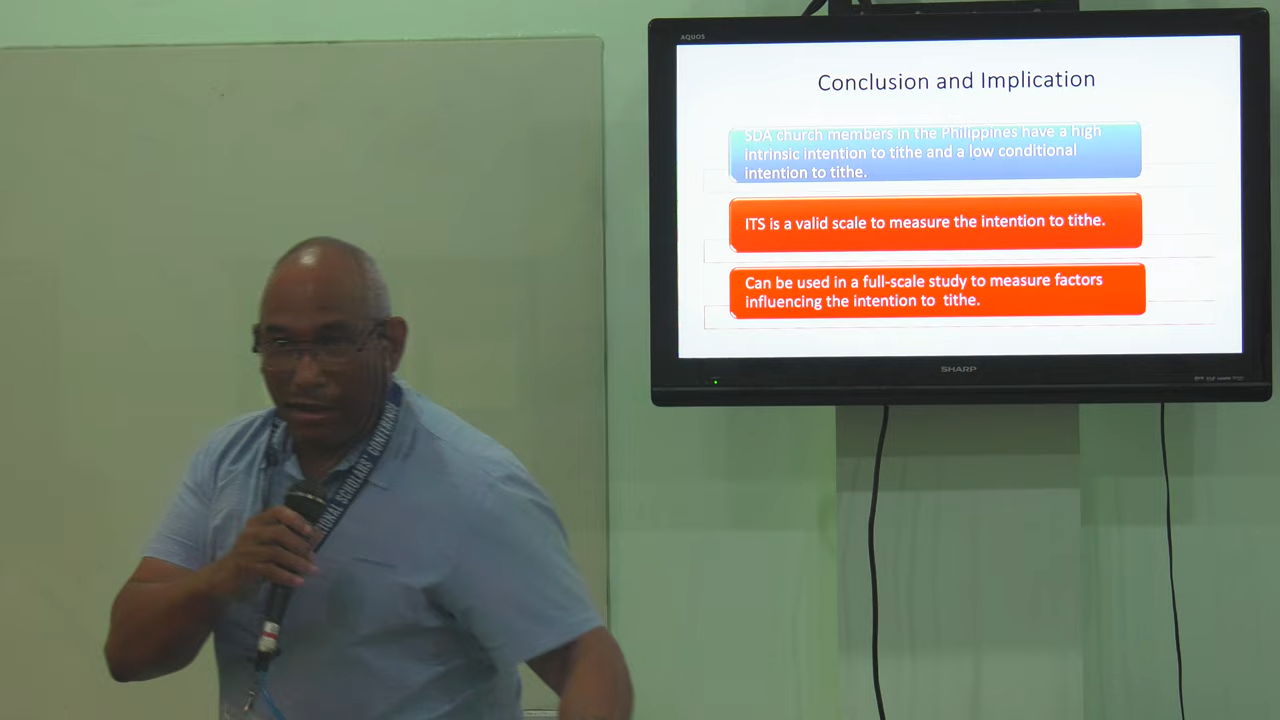 AQUOS
Conclusion and Implication
SDA church members in the Philippines have a high
intrinsic intention to tithe and a low conditional
intention to tithe.
ITS is a valid scale to measure the intention to tithe.
Can be used in a full-scale study to measure factors
influencing the intention to  tithe.
SHARP
SCHOLARS' CONFERENCE